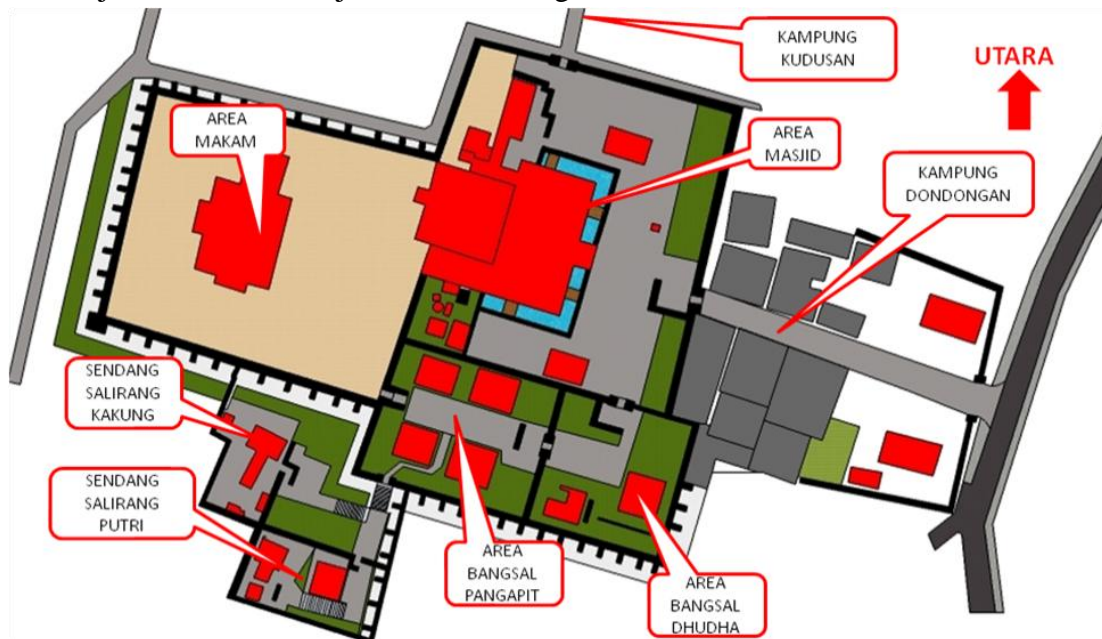 KAMPUNG
KUDUSAN
UTARA
AREA
MAKAM
AREA
MASJID
KAMPUNG
DONDONGAN
SENDANG
SALIRANG
KAKUNG
SENDANG
SALIRANG
PUTRI
AREA
BANGSAL
PANGAPIT
AREA
BANGSAL
DHUDHA